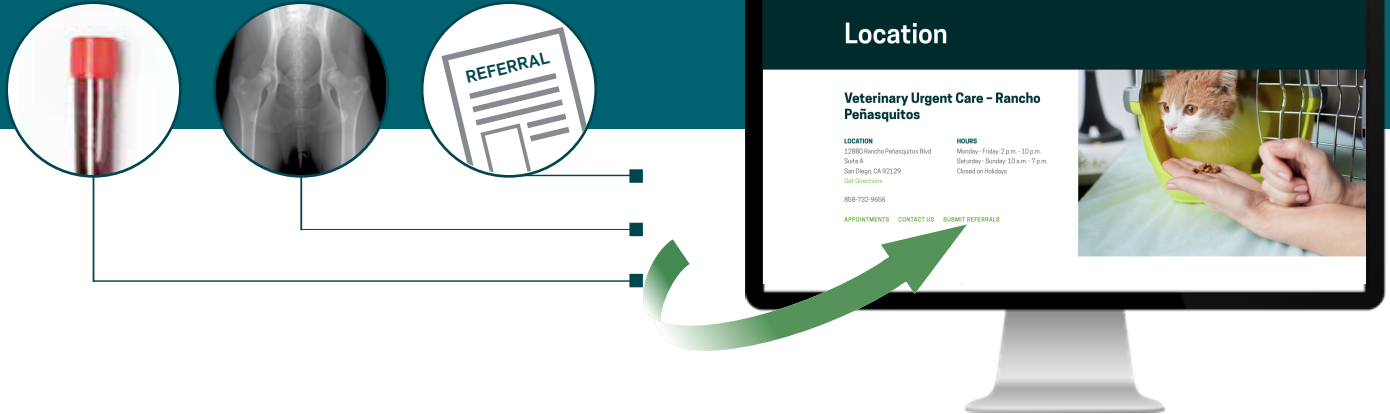 REFERRAL
Location
Veterinary Urgent Care – Rancho
Peñasquitos
LOCATION
12880 Rancho Peñasquitos Blvd
Suite A
San Diego, CA 92129
Get Directions
858-732-9656
HOURS
Monday - Friday: 2 p.m. - 10 p.m.
Saturday - Sunday: 10 a.m. - 7 p.m.
Closed on Holidays
APPOINTMENTS CONTACT US SUBMIT REFERRALS